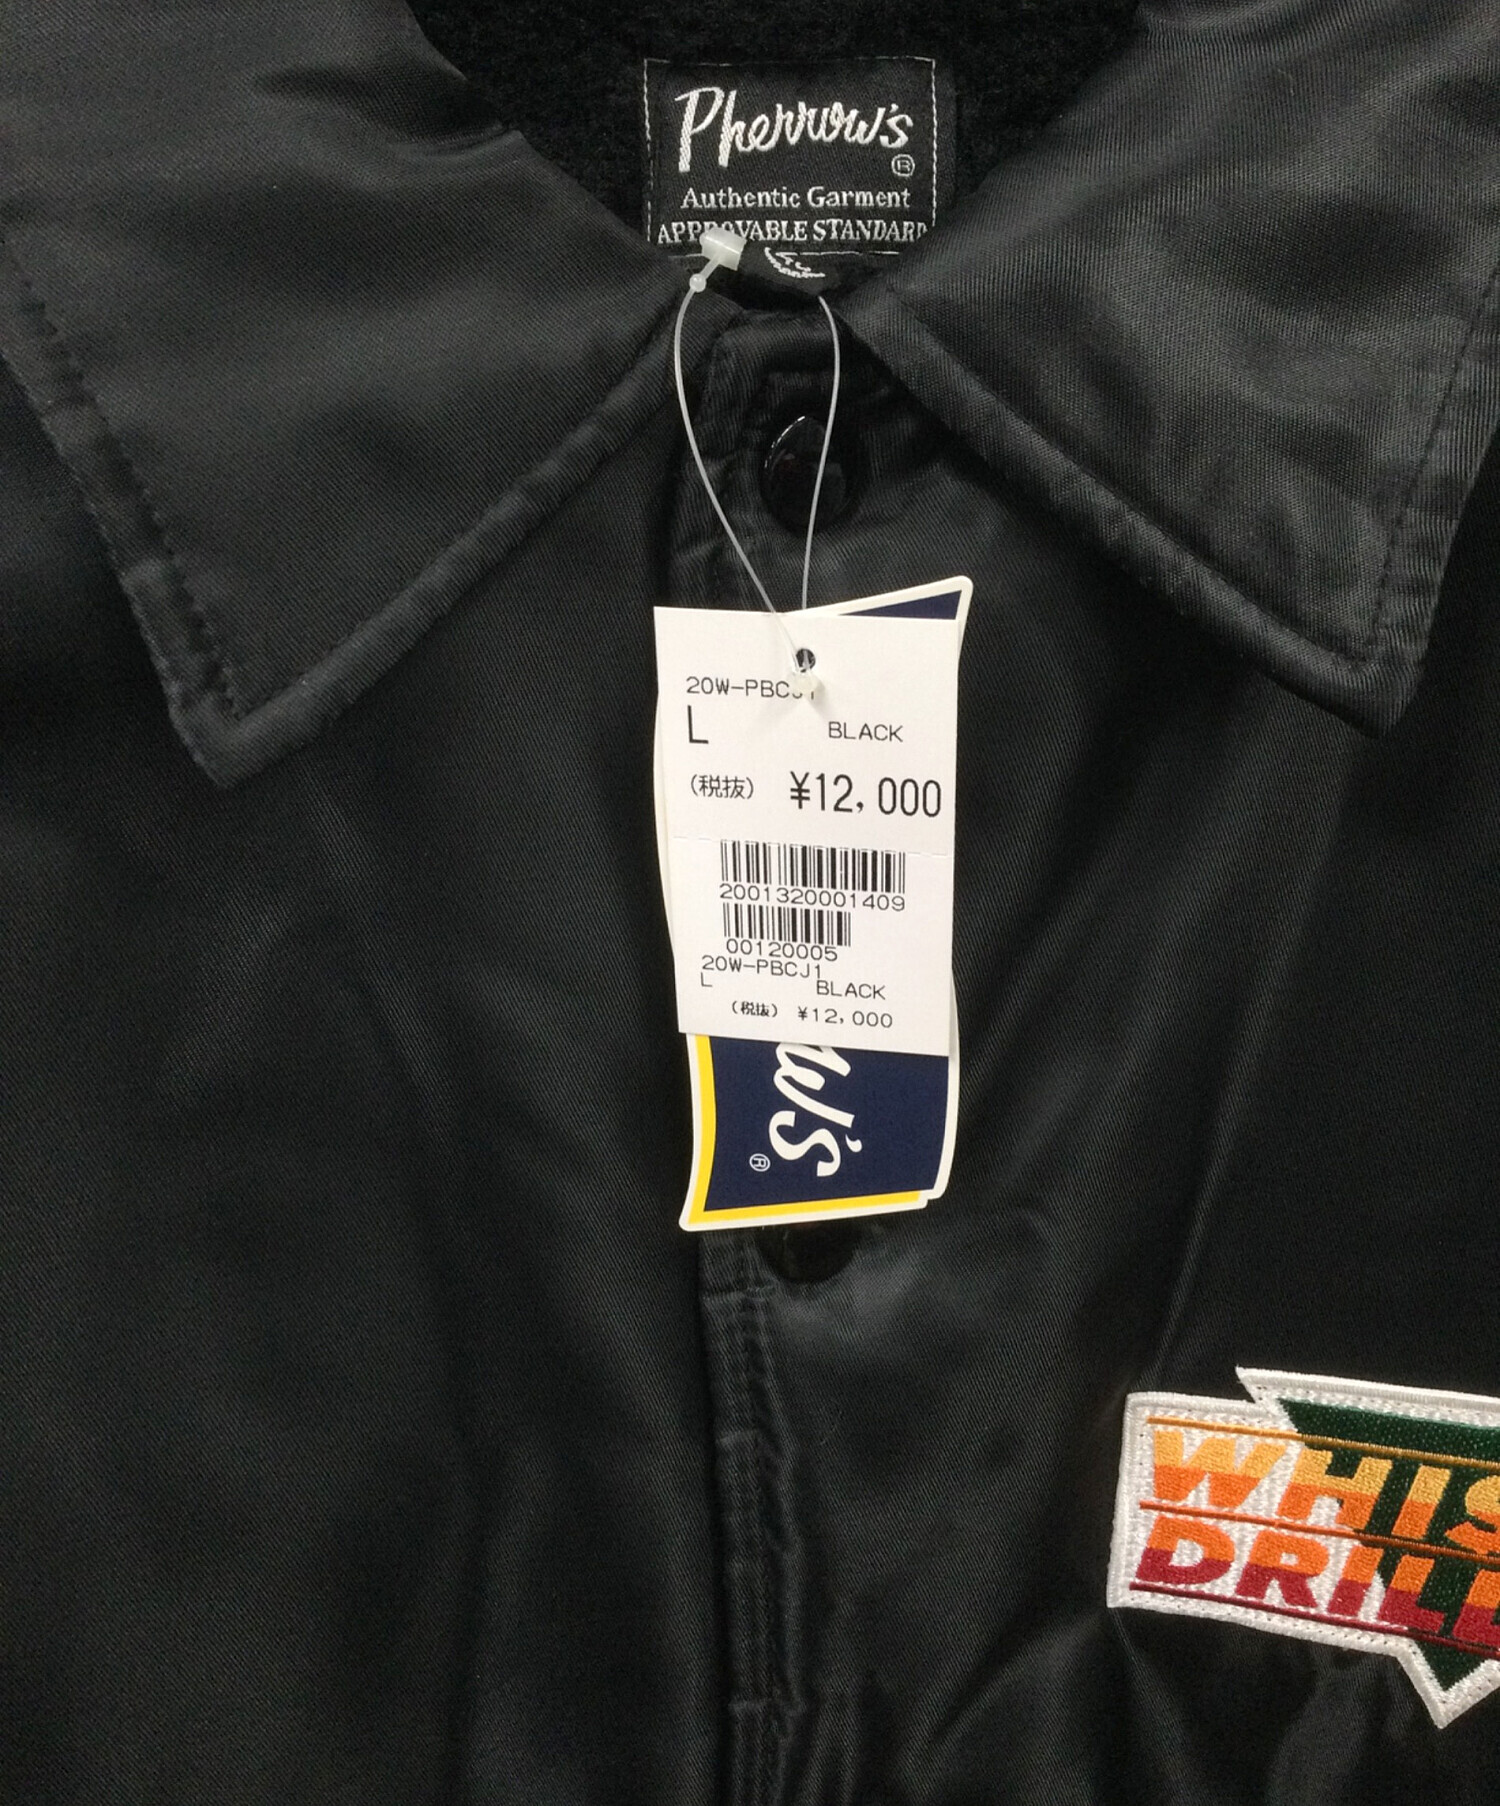 Pherrow's
®
Authentic Garment
APPROVABLE STANDARD
20W-PBCJ1
L BLACK
(税抜) ¥12,000
2001320001409
00120005
20W-PBCJ1
L BLACK
(税抜) ¥12,000
w's
®
WHIS
DRILL